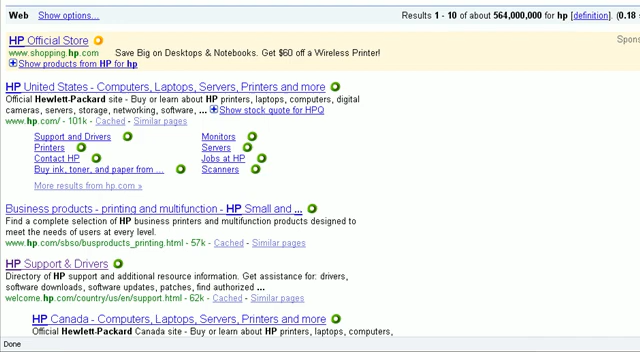 Web Show options... Results 1 - 10 of about 564,000,000 for hp [definition]. (0.18 s
HP Official Store Spons
www.shopping.hp.com Save Big on Desktops & Notebooks. Get $60 off a Wireless Printer!
Show products from HP for hp
HP United States - Computers, Laptops, Servers, Printers and more
Official Hewlett-Packard site - Buy or learn about HP printers, laptops, computers, digital
cameras, servers, storage, networking, software, ... Show stock quote for HPQ
www.hp.com/ - 101k - Cached - Similar pages
Support and Drivers Monitors
Printers Servers
Contact HP Jobs at HP
Buy ink, toner, and paper from ... Scanners
More results from hp.com »
Business products - printing and multifunction - HP Small and ...
Find a complete selection of HP business printers and multifunction products designed to
meet the needs of users at every level.
www.hp.com/sbso/busproducts_printing.html - 57k - Cached - Similar pages
HP Support & Drivers
Directory of HP support and additional resource information. Get assistance for: drivers,
software downloads, software updates, patches, find authorized ...
welcome.hp.com/country/us/en/support.html - 62k - Cached - Similar pages
HP Canada - Computers, Laptops, Servers, Printers and more
Official Hewlett-Packard Canada site - Buy or learn about HP printers, laptops, computers,
Done